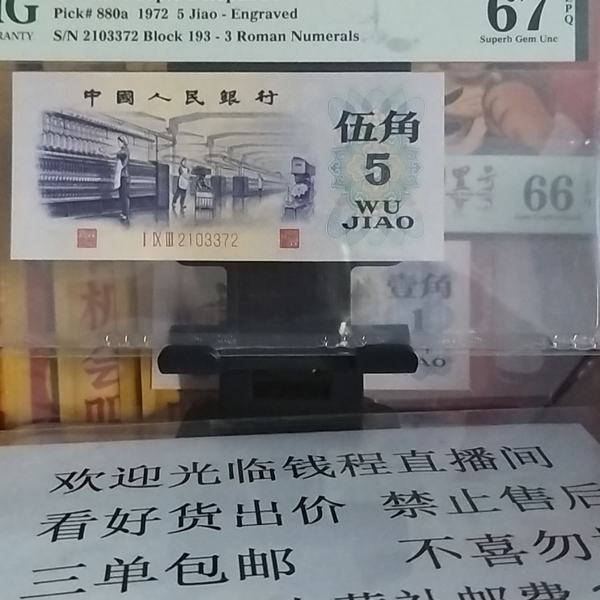 Pick# 880a 1972 5 Jiao - Engraved
S/N 2103372 Block 193 - 3 Roman Numerals
67
Superb Gem Unc
中國人民銀行
伍角
5
WU
JIAO
I IX III 2103372
66
壹角
1
欢迎光临钱程直播间
看好货出价 禁止售后
三单包邮 不喜勿